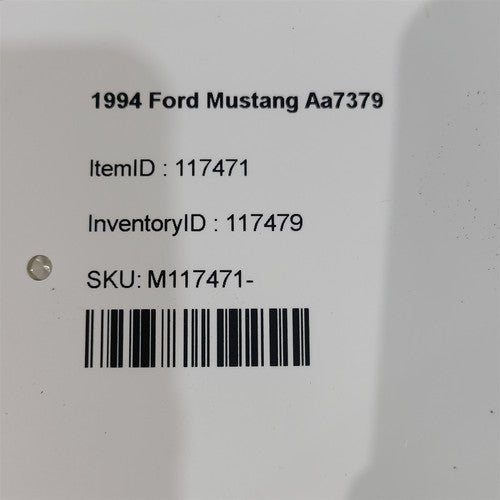 1994 Ford Mustang Aa7379
ItemID : 117471
InventoryID : 117479
SKU: M117471-